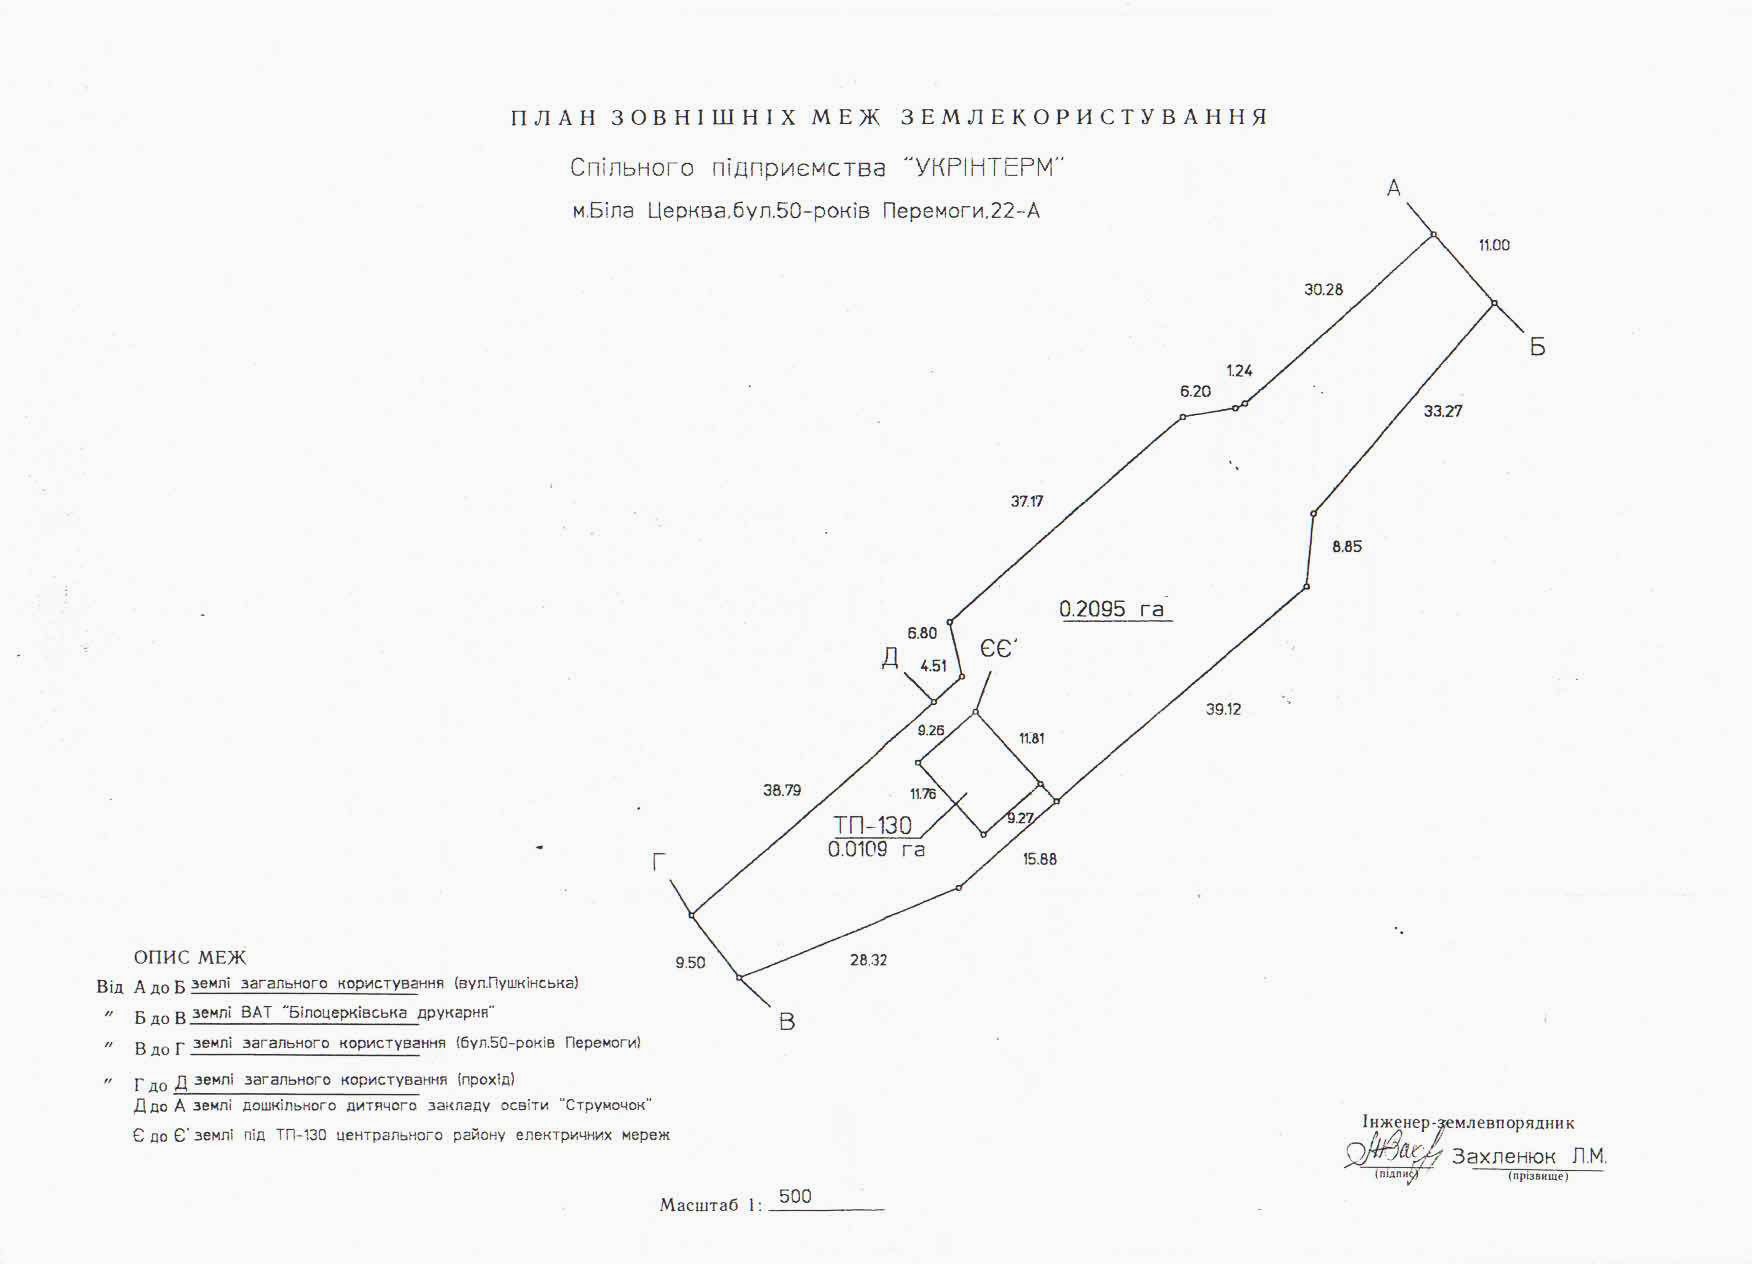 ПЛАН ЗОВНІШНІХ МЕЖ ЗЕМЛЕКОРИСТУВАННЯ
Спільного підприємства "УКРІНТЕРМ"
м.Біла Церква,бул.50-років Перемоги,22-А
А
11.00
30.28
Б
1.24
6.20
33.27
37.17
8.85
0.2095 га
6.80
ЄЄ'
Д
4.51
39.12
9.26
11.81
38.79
11.76
9.27
ТП-130
0.0109 га
15.88
Г
9.50
28.32
В
ОПИС МЕЖ
Від А до Б землі загального користування (вул.Пушкінська)
" Б до В землі ВАТ "Білоцерківська друкарня"
" В до Г землі загального користування (бул.50-років Перемоги)
" Г до Д землі загального користування (прохід)
Д до А землі дошкільного дитячого закладу освіти "Струмочок"
Є до Є' землі під ТП-130 центрального району електричних мереж
Інженер-землевпорядник
Захленюк Л.М.
(підпис) (прізвище)
Масштаб 1: 500